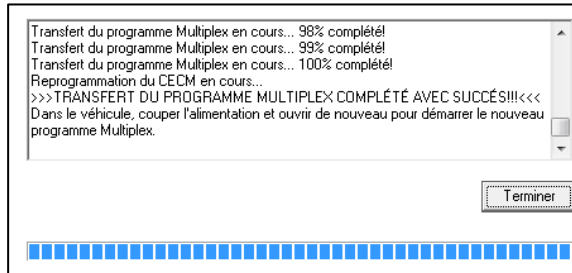 Transfert du programme Multiplex en cours... 98% complété!
Transfert du programme Multiplex en cours... 99% complété!
Transfert du programme Multiplex en cours... 100% complété!
Reprogrammation du CECM en cours...
>>>TRANSFERT DU PROGRAMME MULTIPLEX COMPLÉTÉ AVEC SUCCÉS!!!<<<
Dans le véhicule, couper l'alimentation et ouvrir de nouveau pour démarrer le nouveau
programme Multiplex.
Terminer